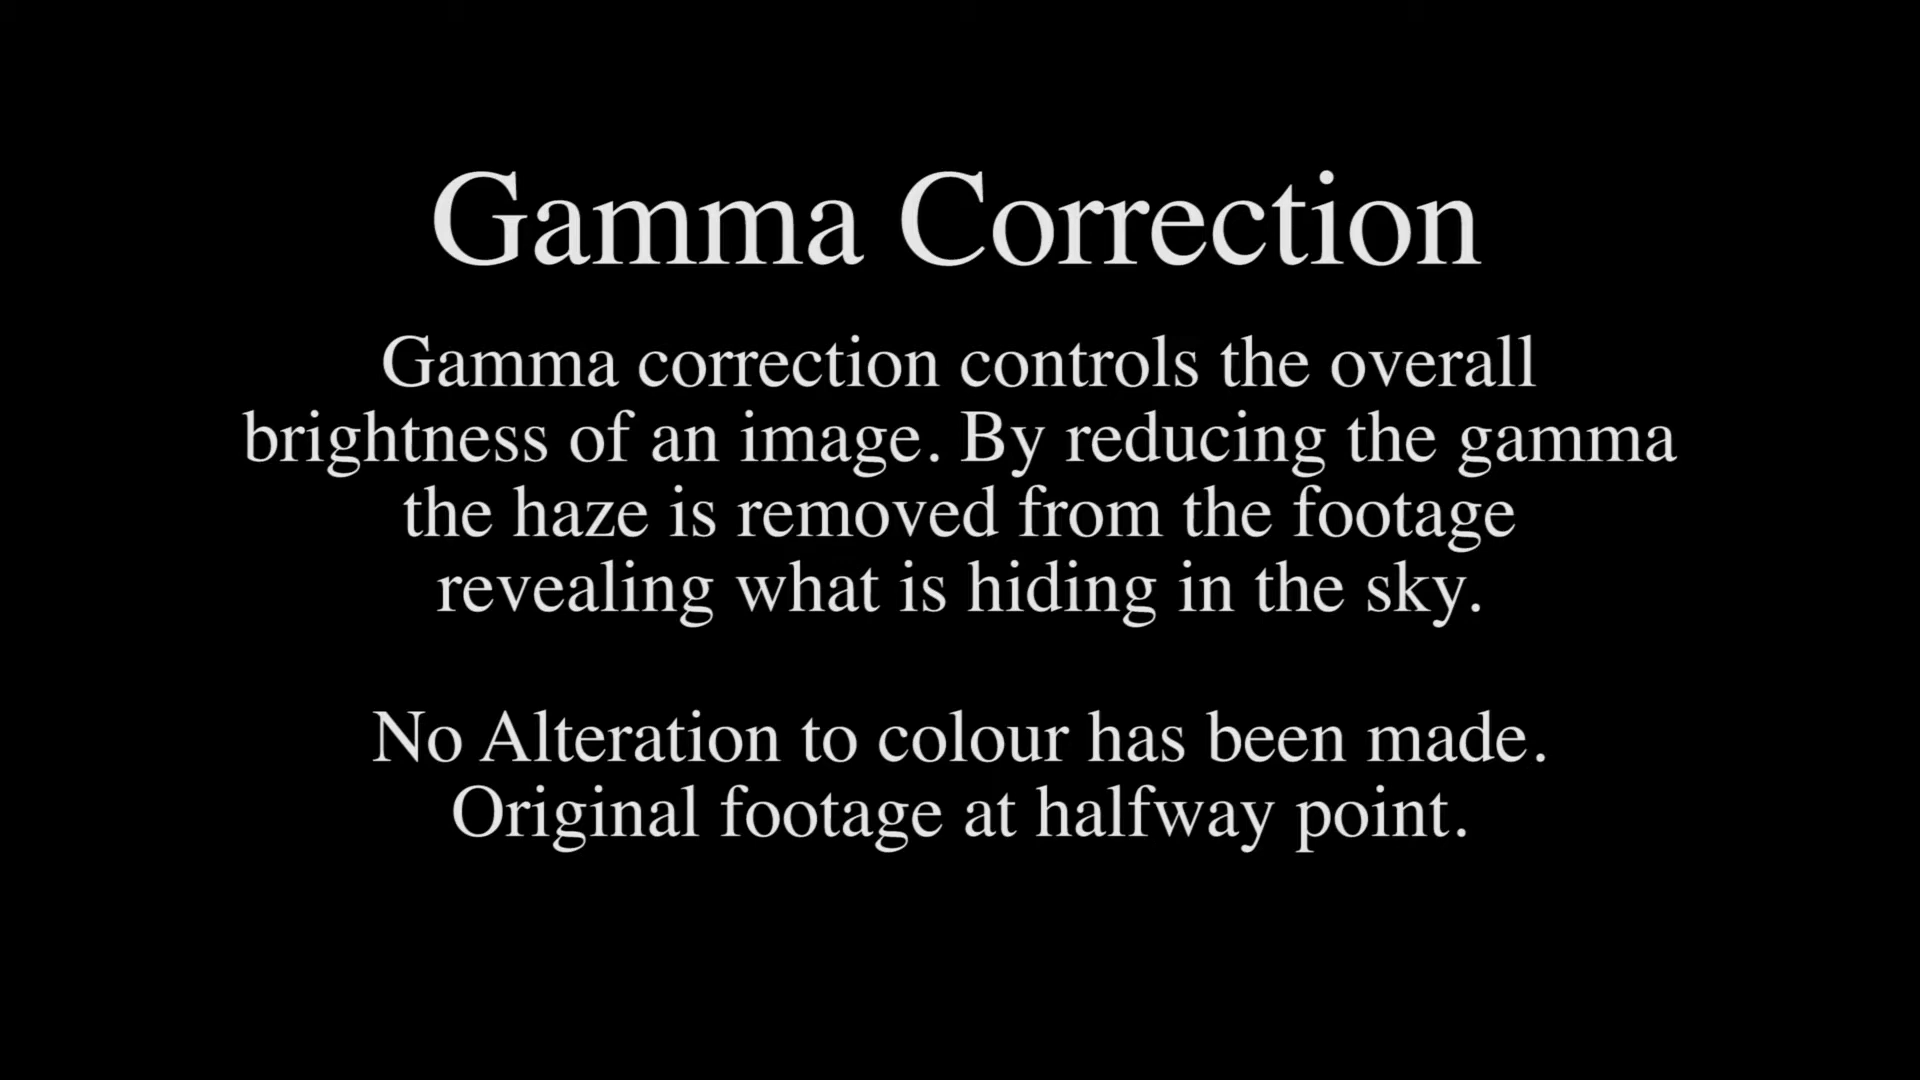 Gamma Correction
Gamma correction controls the overall
brightness of an image. By reducing the gamma
the haze is removed from the footage
revealing what is hiding in the sky.
No Alteration to colour has been made.
Original footage at halfway point.